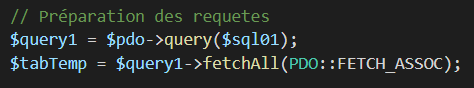 // Préparation des requetes
$query1 = $pdo->query($sql01);
$tabTemp = $query1->fetchAll(PDO::FETCH_ASSOC);